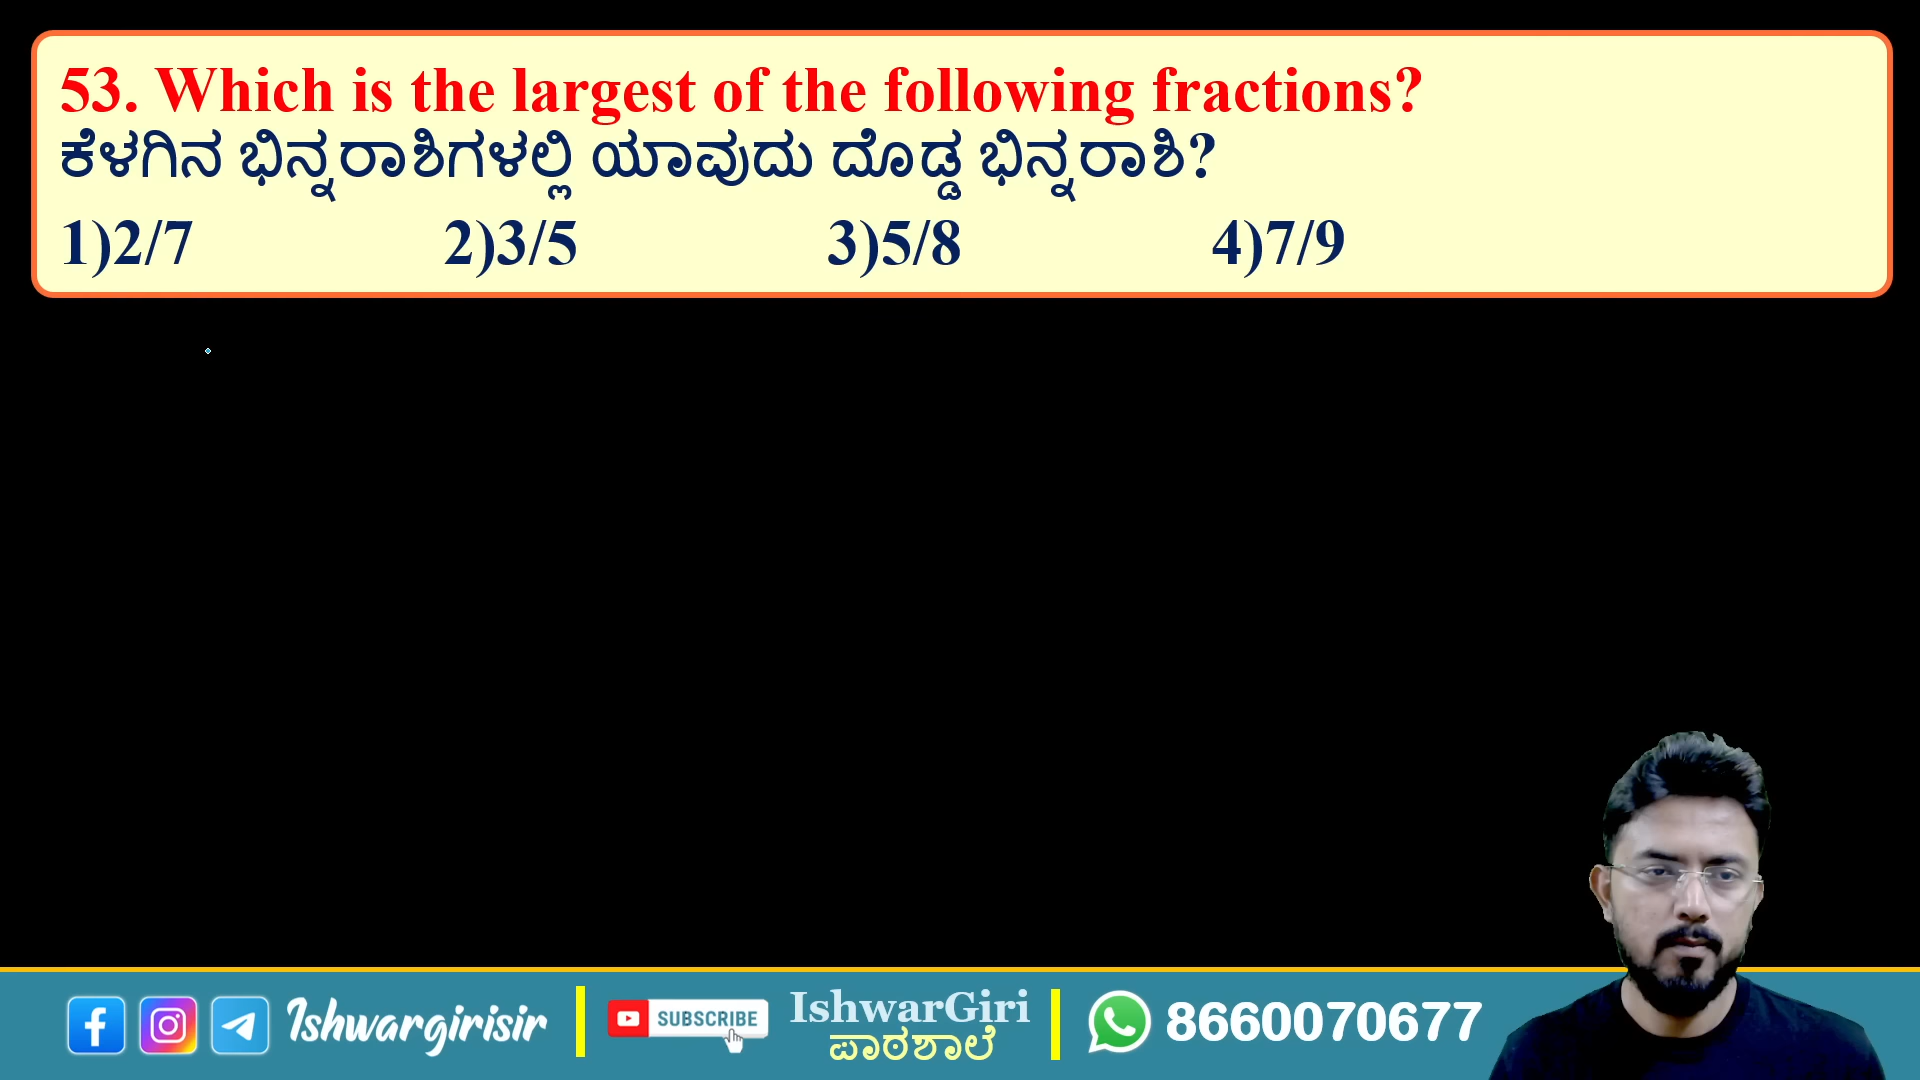 53. Which is the largest of the following fractions?
ಕೆಳಗಿನ ಭಿನ್ನರಾಶಿಗಳಲ್ಲಿ ಯಾವುದು ದೊಡ್ಡ ಭಿನ್ನರಾಶಿ?
1)2/7 2)3/5 3)5/8 4)7/9
Ishwargirisir
SUBSCRIBE
IshwarGiri
ಪಾಠಶಾಲೆ
8660070677